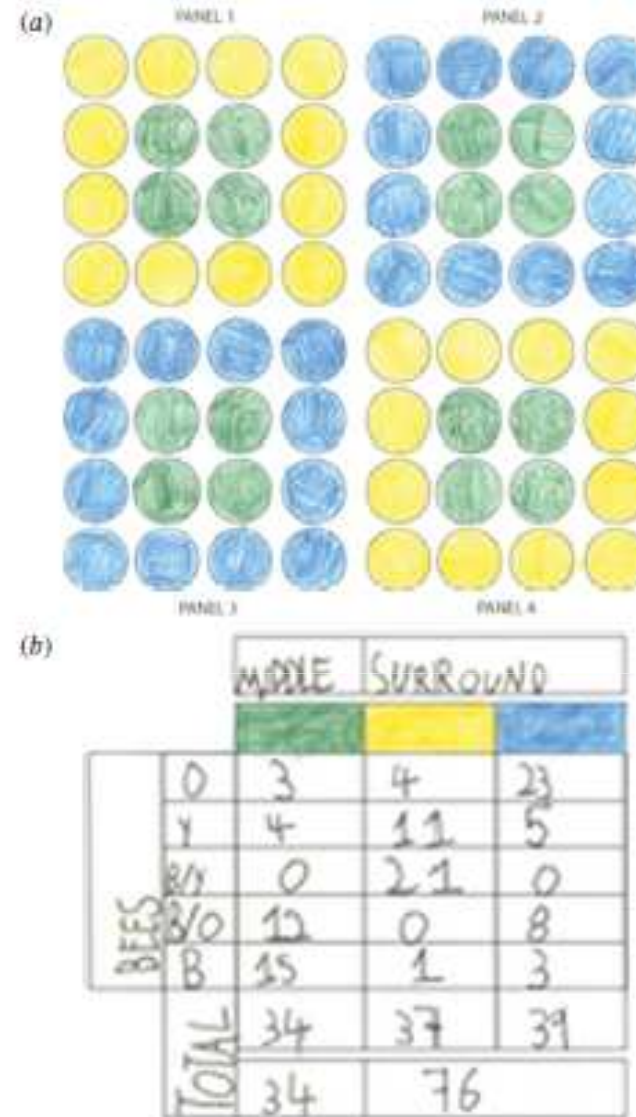 (a)
PANEL 1 PANEL 2
PANEL 3 PANEL 4
(b)
MIDDLE SURROUND
BEES
O 3 4 23
Y 4 11 5
B/Y 0 21 0
B/O 12 0 8
B 15 1 3
TOTAL 34 37 39
34 76